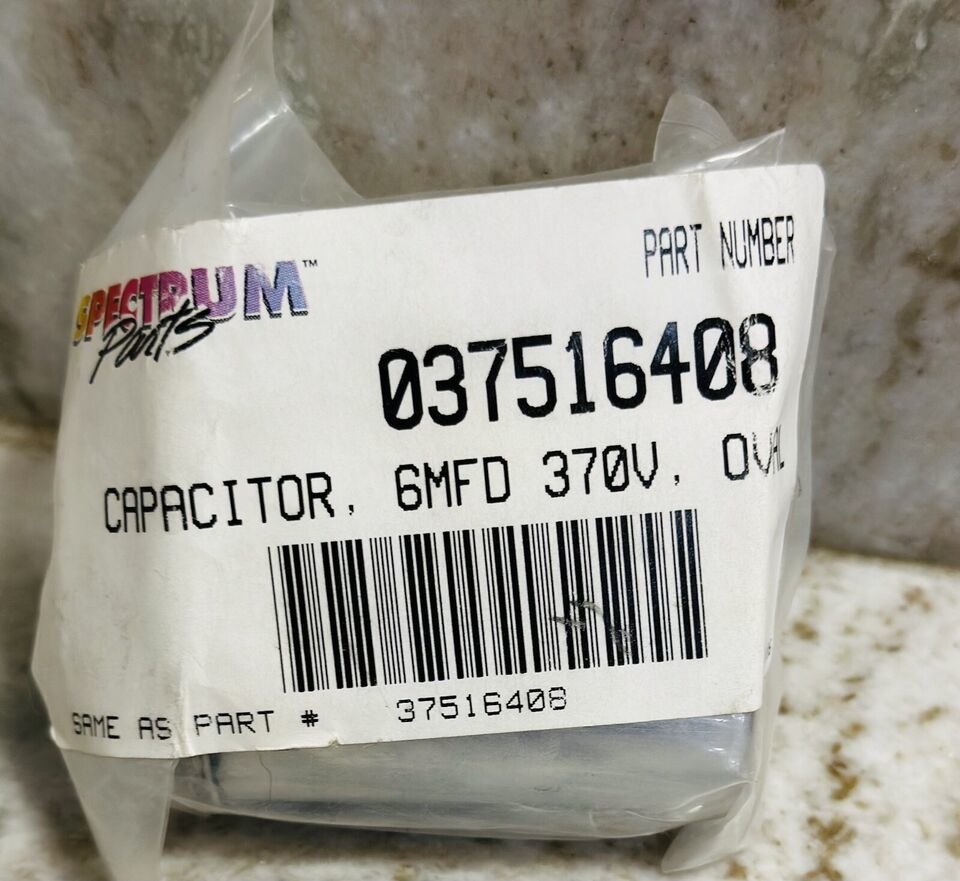 SPECTRUM™
Parts
PART NUMBER
037516408
CAPACITOR, 6MFD 370V, OVAL
SAME AS PART # 37516408